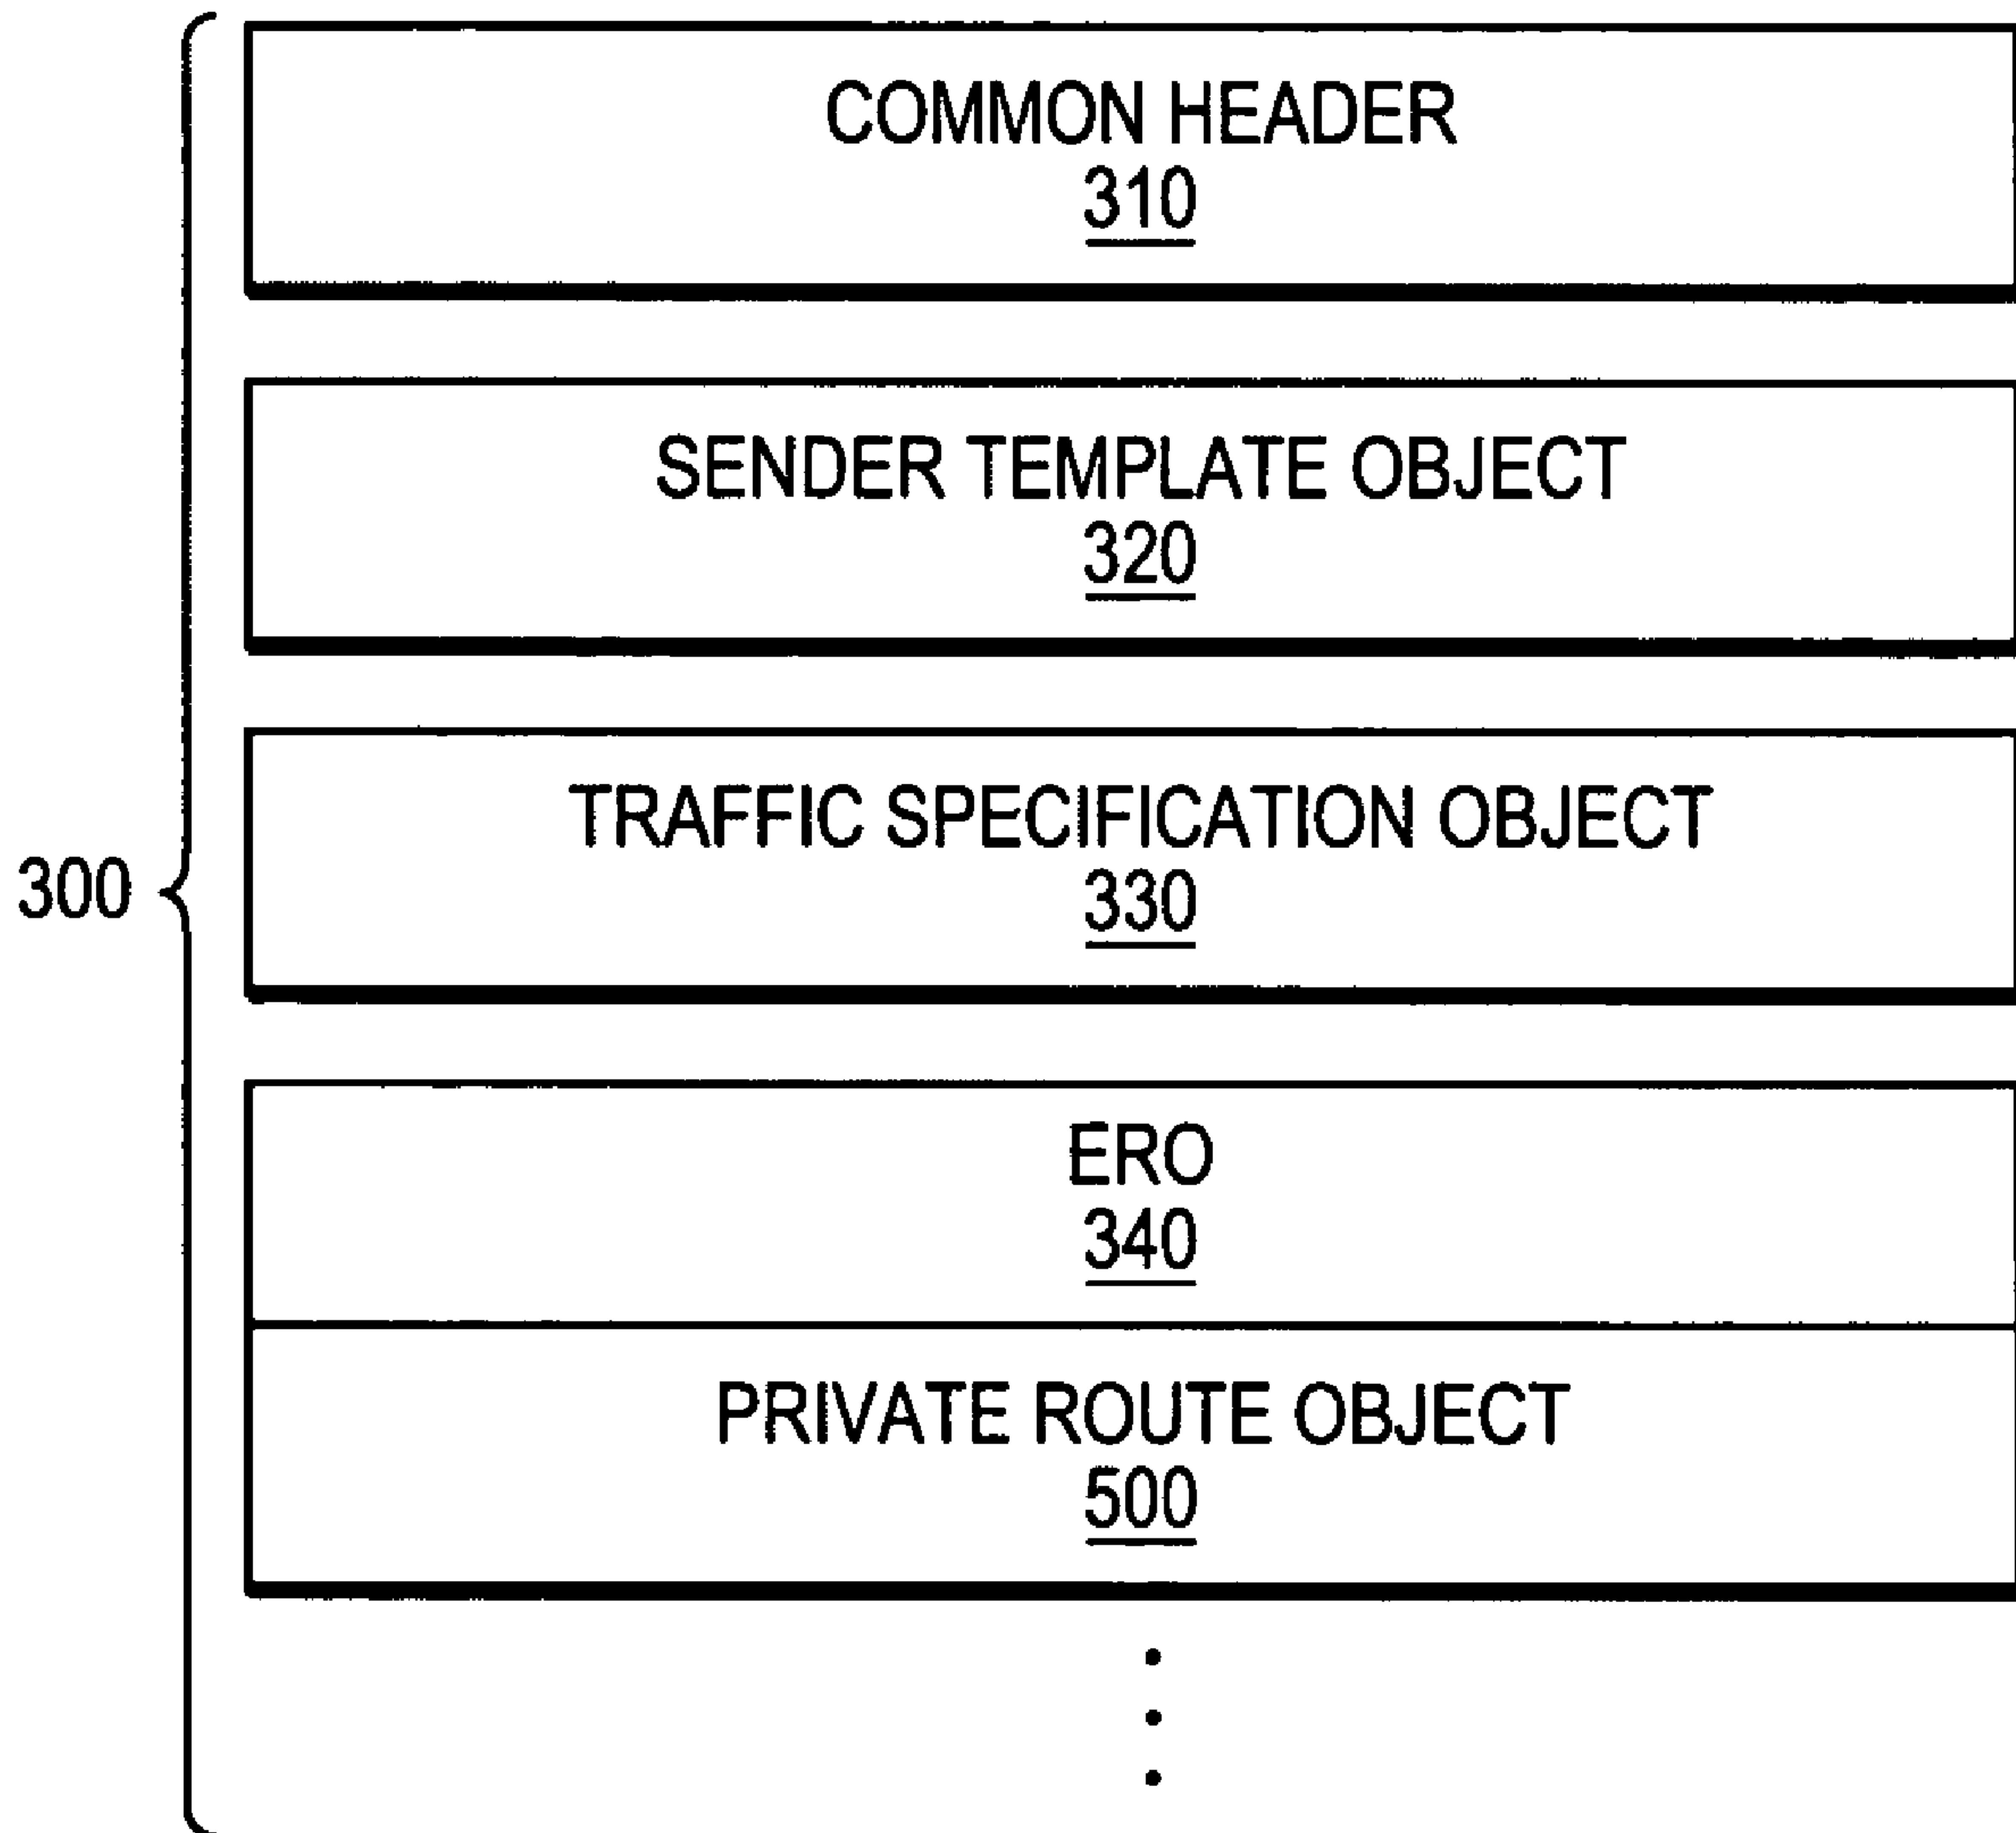 COMMON HEADER
310
SENDER TEMPLATE OBJECT
320
TRAFFIC SPECIFICATION OBJECT
330
300
ERO
340
PRIVATE ROUTE OBJECT
500